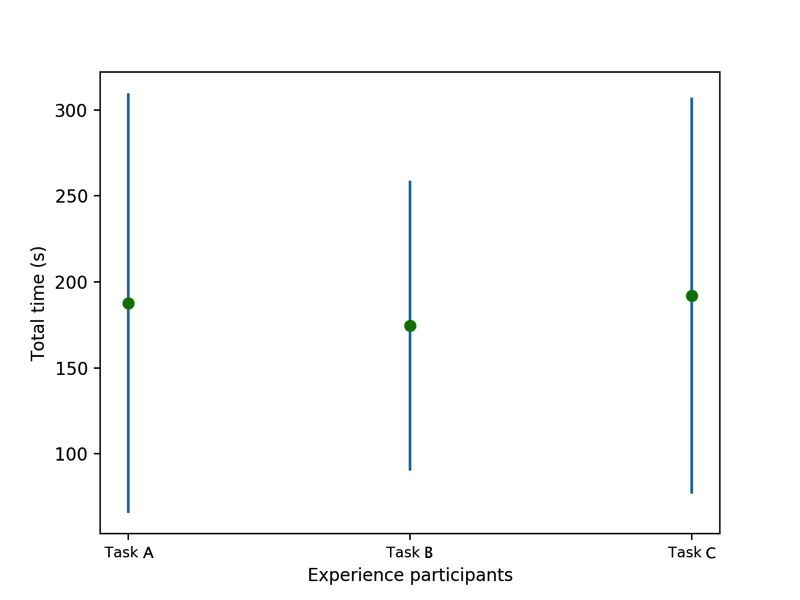 300
250
200
150
100
Total time (s)
Task A
Task B
Task C
Experience participants